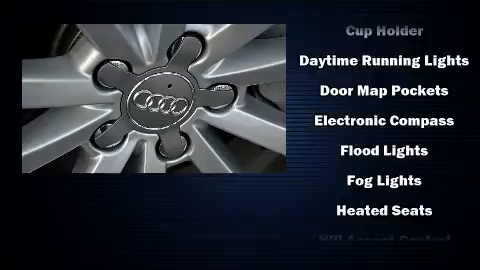 Cup Holder
Daytime Running Lights
Door Map Pockets
Electronic Compass
Flood Lights
Fog Lights
Heated Seats